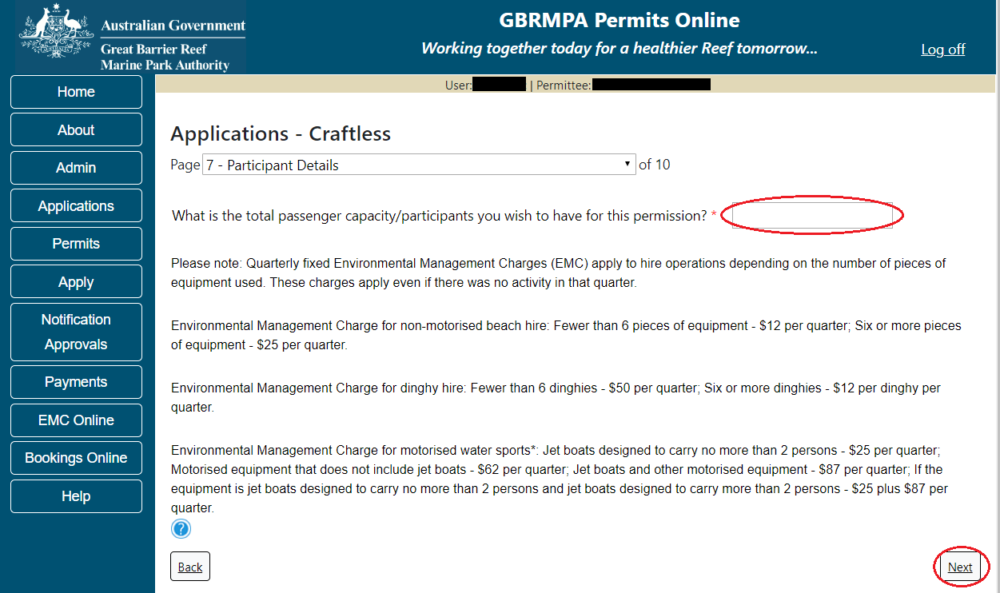 Australian Government
Great Barrier Reef
Marine Park Authority
GBRMPA Permits Online
Working together today for a healthier Reef tomorrow...
Log off
User: | Permittee:
Home
About
Admin
Applications
Permits
Apply
Notification
Approvals
Payments
EMC Online
Bookings Online
Help
Applications - Craftless
Page 7 - Participant Details of 10
What is the total passenger capacity/participants you wish to have for this permission? *
Please note: Quarterly fixed Environmental Management Charges (EMC) apply to hire operations depending on the number of pieces of
equipment used. These charges apply even if there was no activity in that quarter.
Environmental Management Charge for non-motorised beach hire: Fewer than 6 pieces of equipment - $12 per quarter; Six or more pieces
of equipment - $25 per quarter.
Environmental Management Charge for dinghy hire: Fewer than 6 dinghies - $50 per quarter; Six or more dinghies - $12 per dinghy per
quarter.
Environmental Management Charge for motorised water sports*: Jet boats designed to carry no more than 2 persons - $25 per quarter;
Motorised equipment that does not include jet boats - $62 per quarter; Jet boats and other motorised equipment - $87 per quarter; If the
equipment is jet boats designed to carry no more than 2 persons and jet boats designed to carry more than 2 persons - $25 plus $87 per
quarter.
?
Back
Next